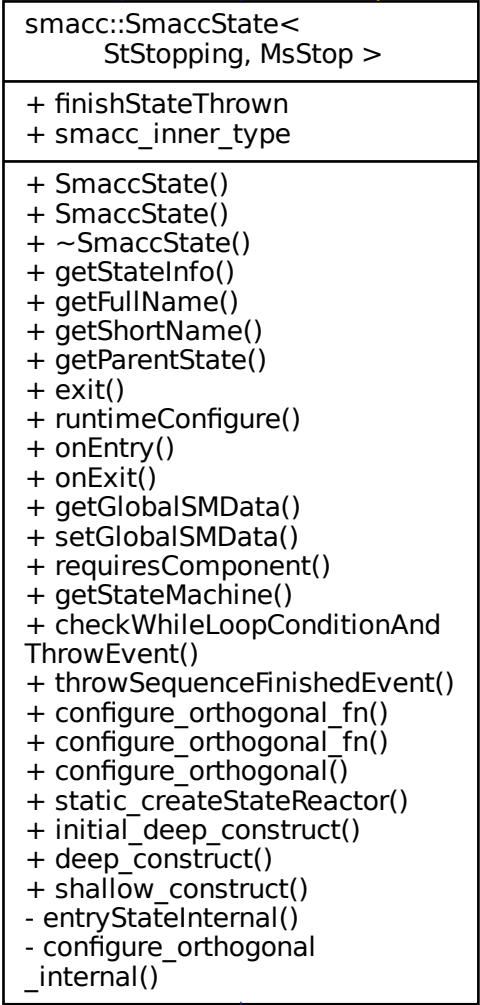 smacc::SmaccState<
StStopping, MsStop >
+ finishStateThrown
+ smacc_inner_type
+ SmaccState()
+ SmaccState()
+ ~SmaccState()
+ getStateInfo()
+ getFullName()
+ getShortName()
+ getParentState()
+ exit()
+ runtimeConfigure()
+ onEntry()
+ onExit()
+ getGlobalSMData()
+ setGlobalSMData()
+ requiresComponent()
+ getStateMachine()
+ checkWhileLoopConditionAnd
ThrowEvent()
+ throwSequenceFinishedEvent()
+ configure_orthogonal_fn()
+ configure_orthogonal_fn()
+ configure_orthogonal()
+ static_createStateReactor()
+ initial_deep_construct()
+ deep_construct()
+ shallow_construct()
- entryStateInternal()
- configure_orthogonal
_internal()